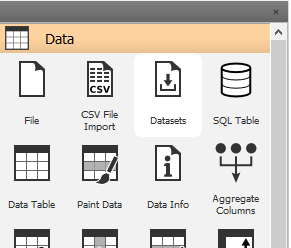 Data
CSV
File
CSV File
Import
Datasets
SQL Table
Data Table
Paint Data
Data Info
Aggregate
Columns